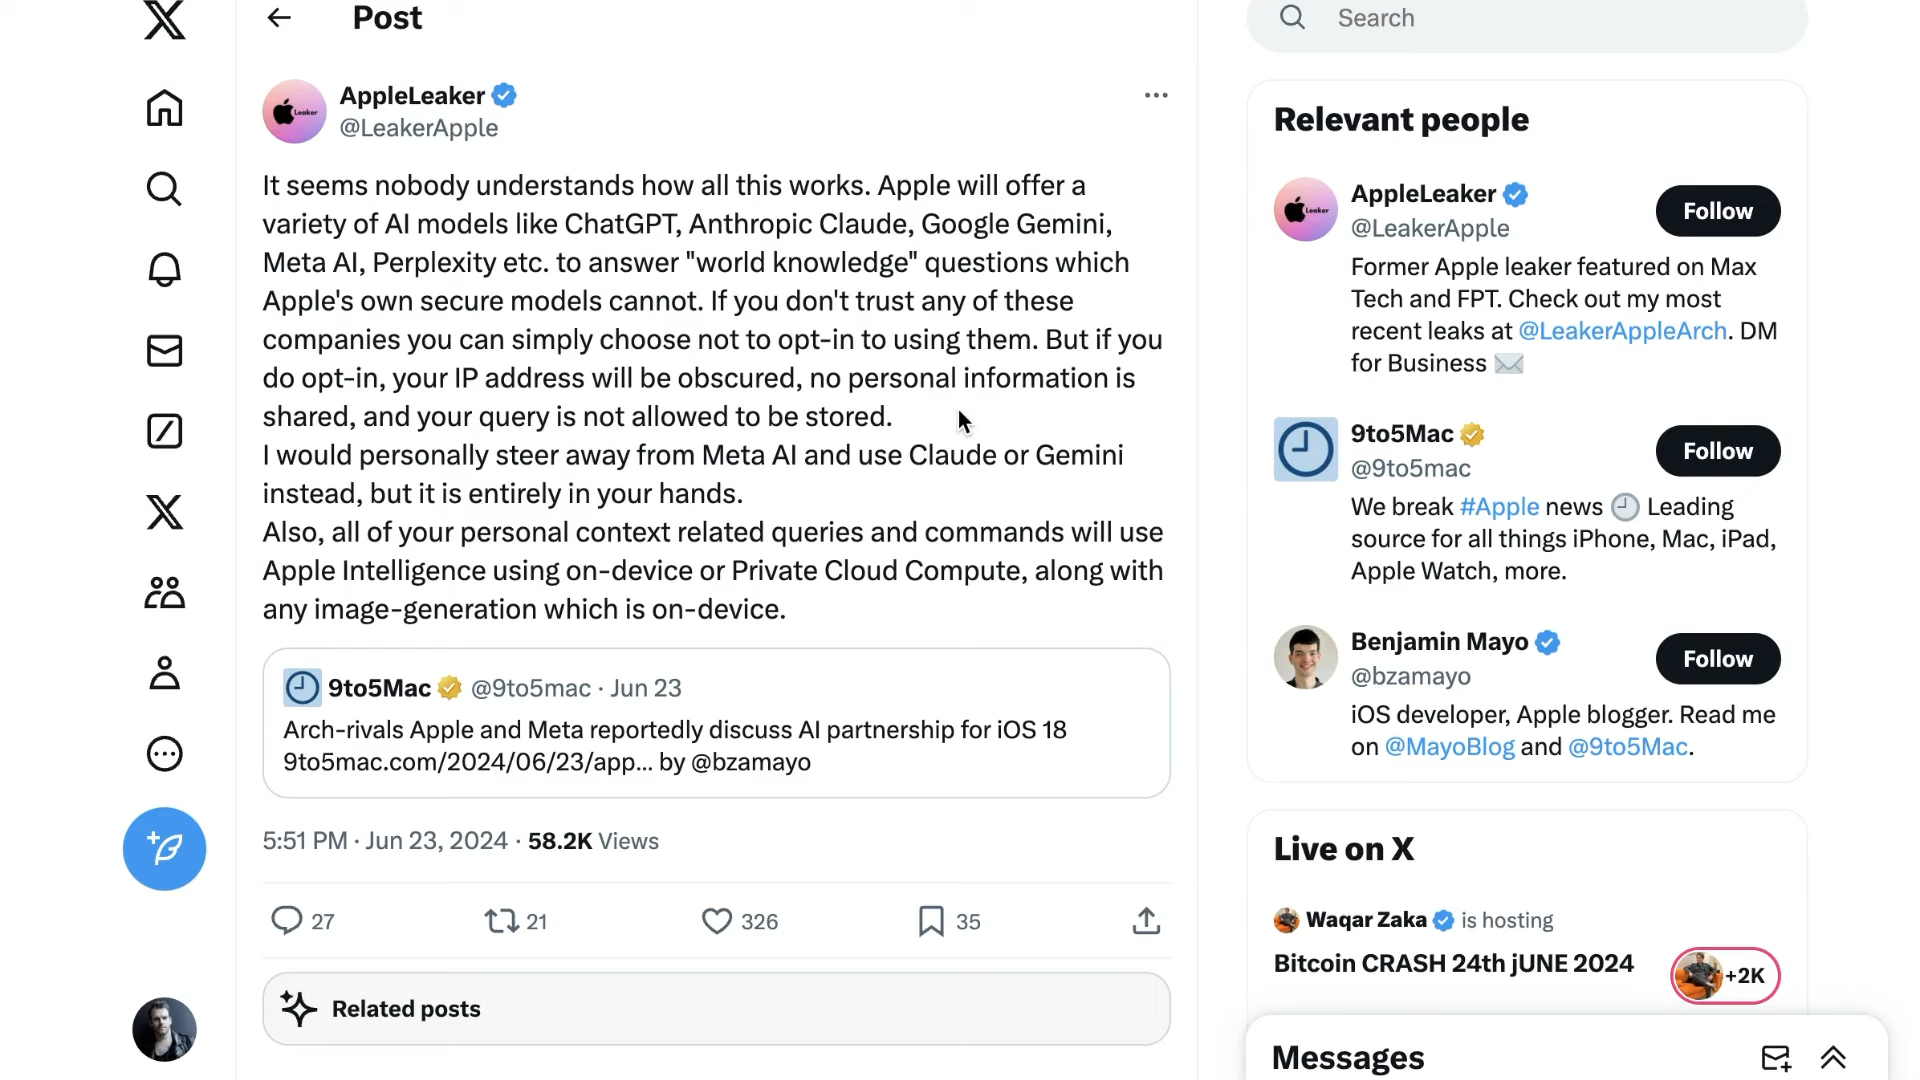 Post
AppleLeaker
@LeakerApple
It seems nobody understands how all this works. Apple will offer a
variety of AI models like ChatGPT, Anthropic Claude, Google Gemini,
Meta AI, Perplexity etc. to answer "world knowledge" questions which
Apple's own secure models cannot. If you don't trust any of these
companies you can simply choose not to opt-in to using them. But if you
do opt-in, your IP address will be obscured, no personal information is
shared, and your query is not allowed to be stored.
I would personally steer away from Meta AI and use Claude or Gemini
instead, but it is entirely in your hands.
Also, all of your personal context related queries and commands will use
Apple Intelligence using on-device or Private Cloud Compute, along with
any image-generation which is on-device.
9to5Mac @9to5mac · Jun 23
Arch-rivals Apple and Meta reportedly discuss AI partnership for iOS 18
9to5mac.com/2024/06/23/app... by @bzamayo
5:51 PM · Jun 23, 2024 · 58.2K Views
27 21 326 35
Related posts
Search
Relevant people
AppleLeaker
@LeakerApple
Follow
Former Apple leaker featured on Max
Tech and FPT. Check out my most
recent leaks at @LeakerAppleArch. DM
for Business
9to5Mac
@9to5mac
Follow
We break #Apple news Leading
source for all things iPhone, Mac, iPad,
Apple Watch, more.
Benjamin Mayo
@bzamayo
Follow
iOS developer, Apple blogger. Read me
on @MayoBlog and @9to5Mac.
Live on X
Waqar Zaka is hosting
Bitcoin CRASH 24th jUNE 2024
+2K
Messages
Leaker
Leaker